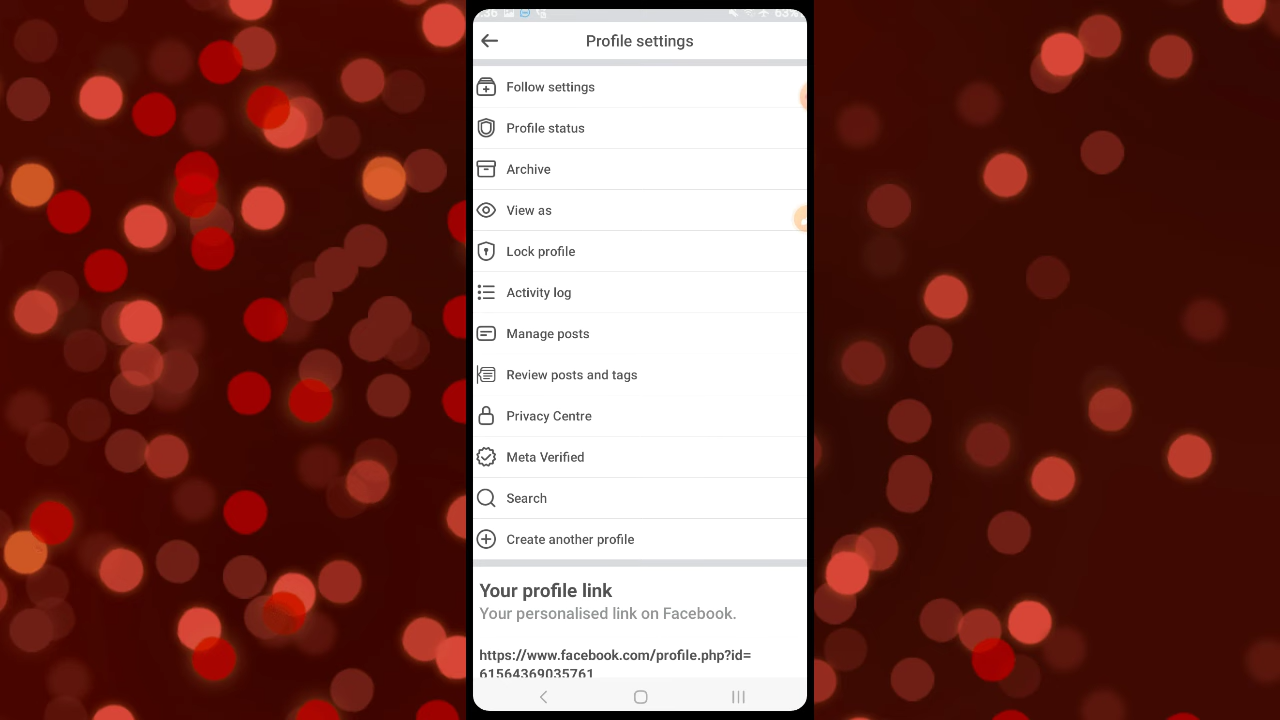 63%
Profile settings
Follow settings
Profile status
Archive
View as
Lock profile
Activity log
Manage posts
Review posts and tags
Privacy Centre
Meta Verified
Search
Create another profile
Your profile link
Your personalised link on Facebook.
https://www.facebook.com/profile.php?id=
61564369035761